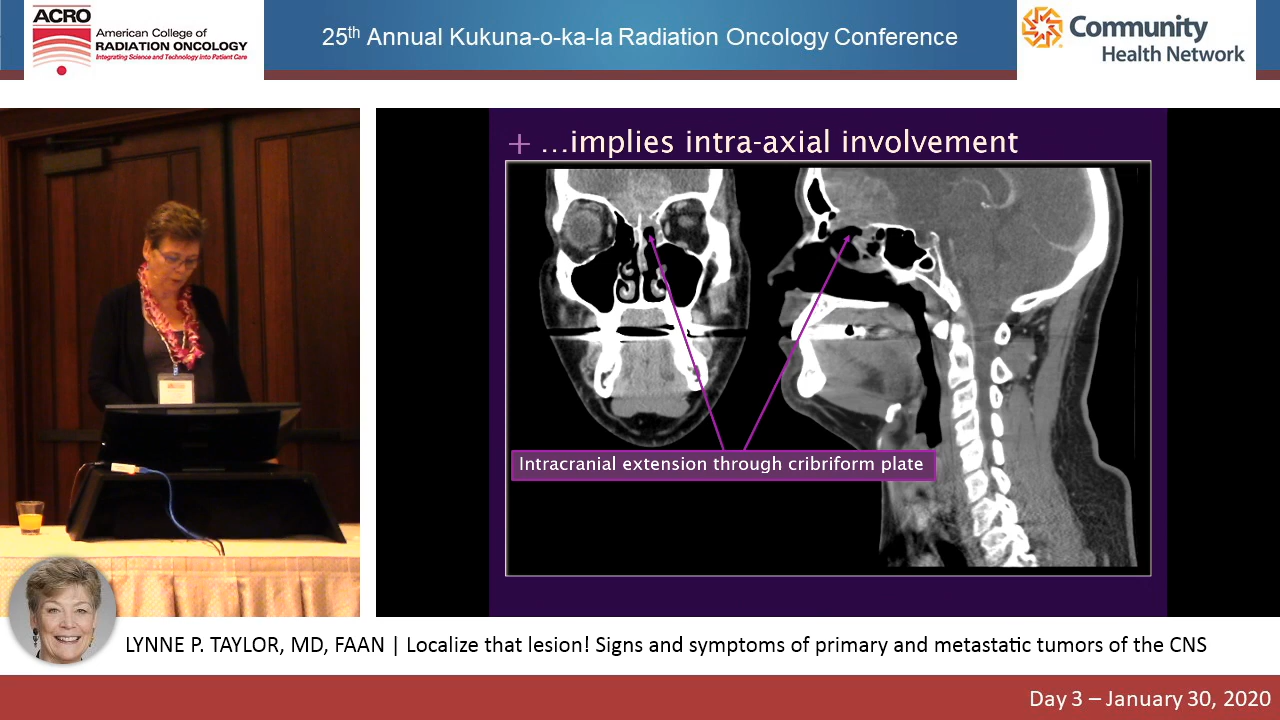 ACRO
American College of
RADIATION ONCOLOGY
Integrating Science and Technology Into Patient Care
25th Annual Kukuna-o-ka-la Radiation Oncology Conference
Community
Health Network
+ ...implies intra-axial involvement
Intracranial extension through cribriform plate
LYNNE P. TAYLOR, MD, FAAN | Localize that lesion! Signs and symptoms of primary and metastatic tumors of the CNS
Day 3 – January 30, 2020